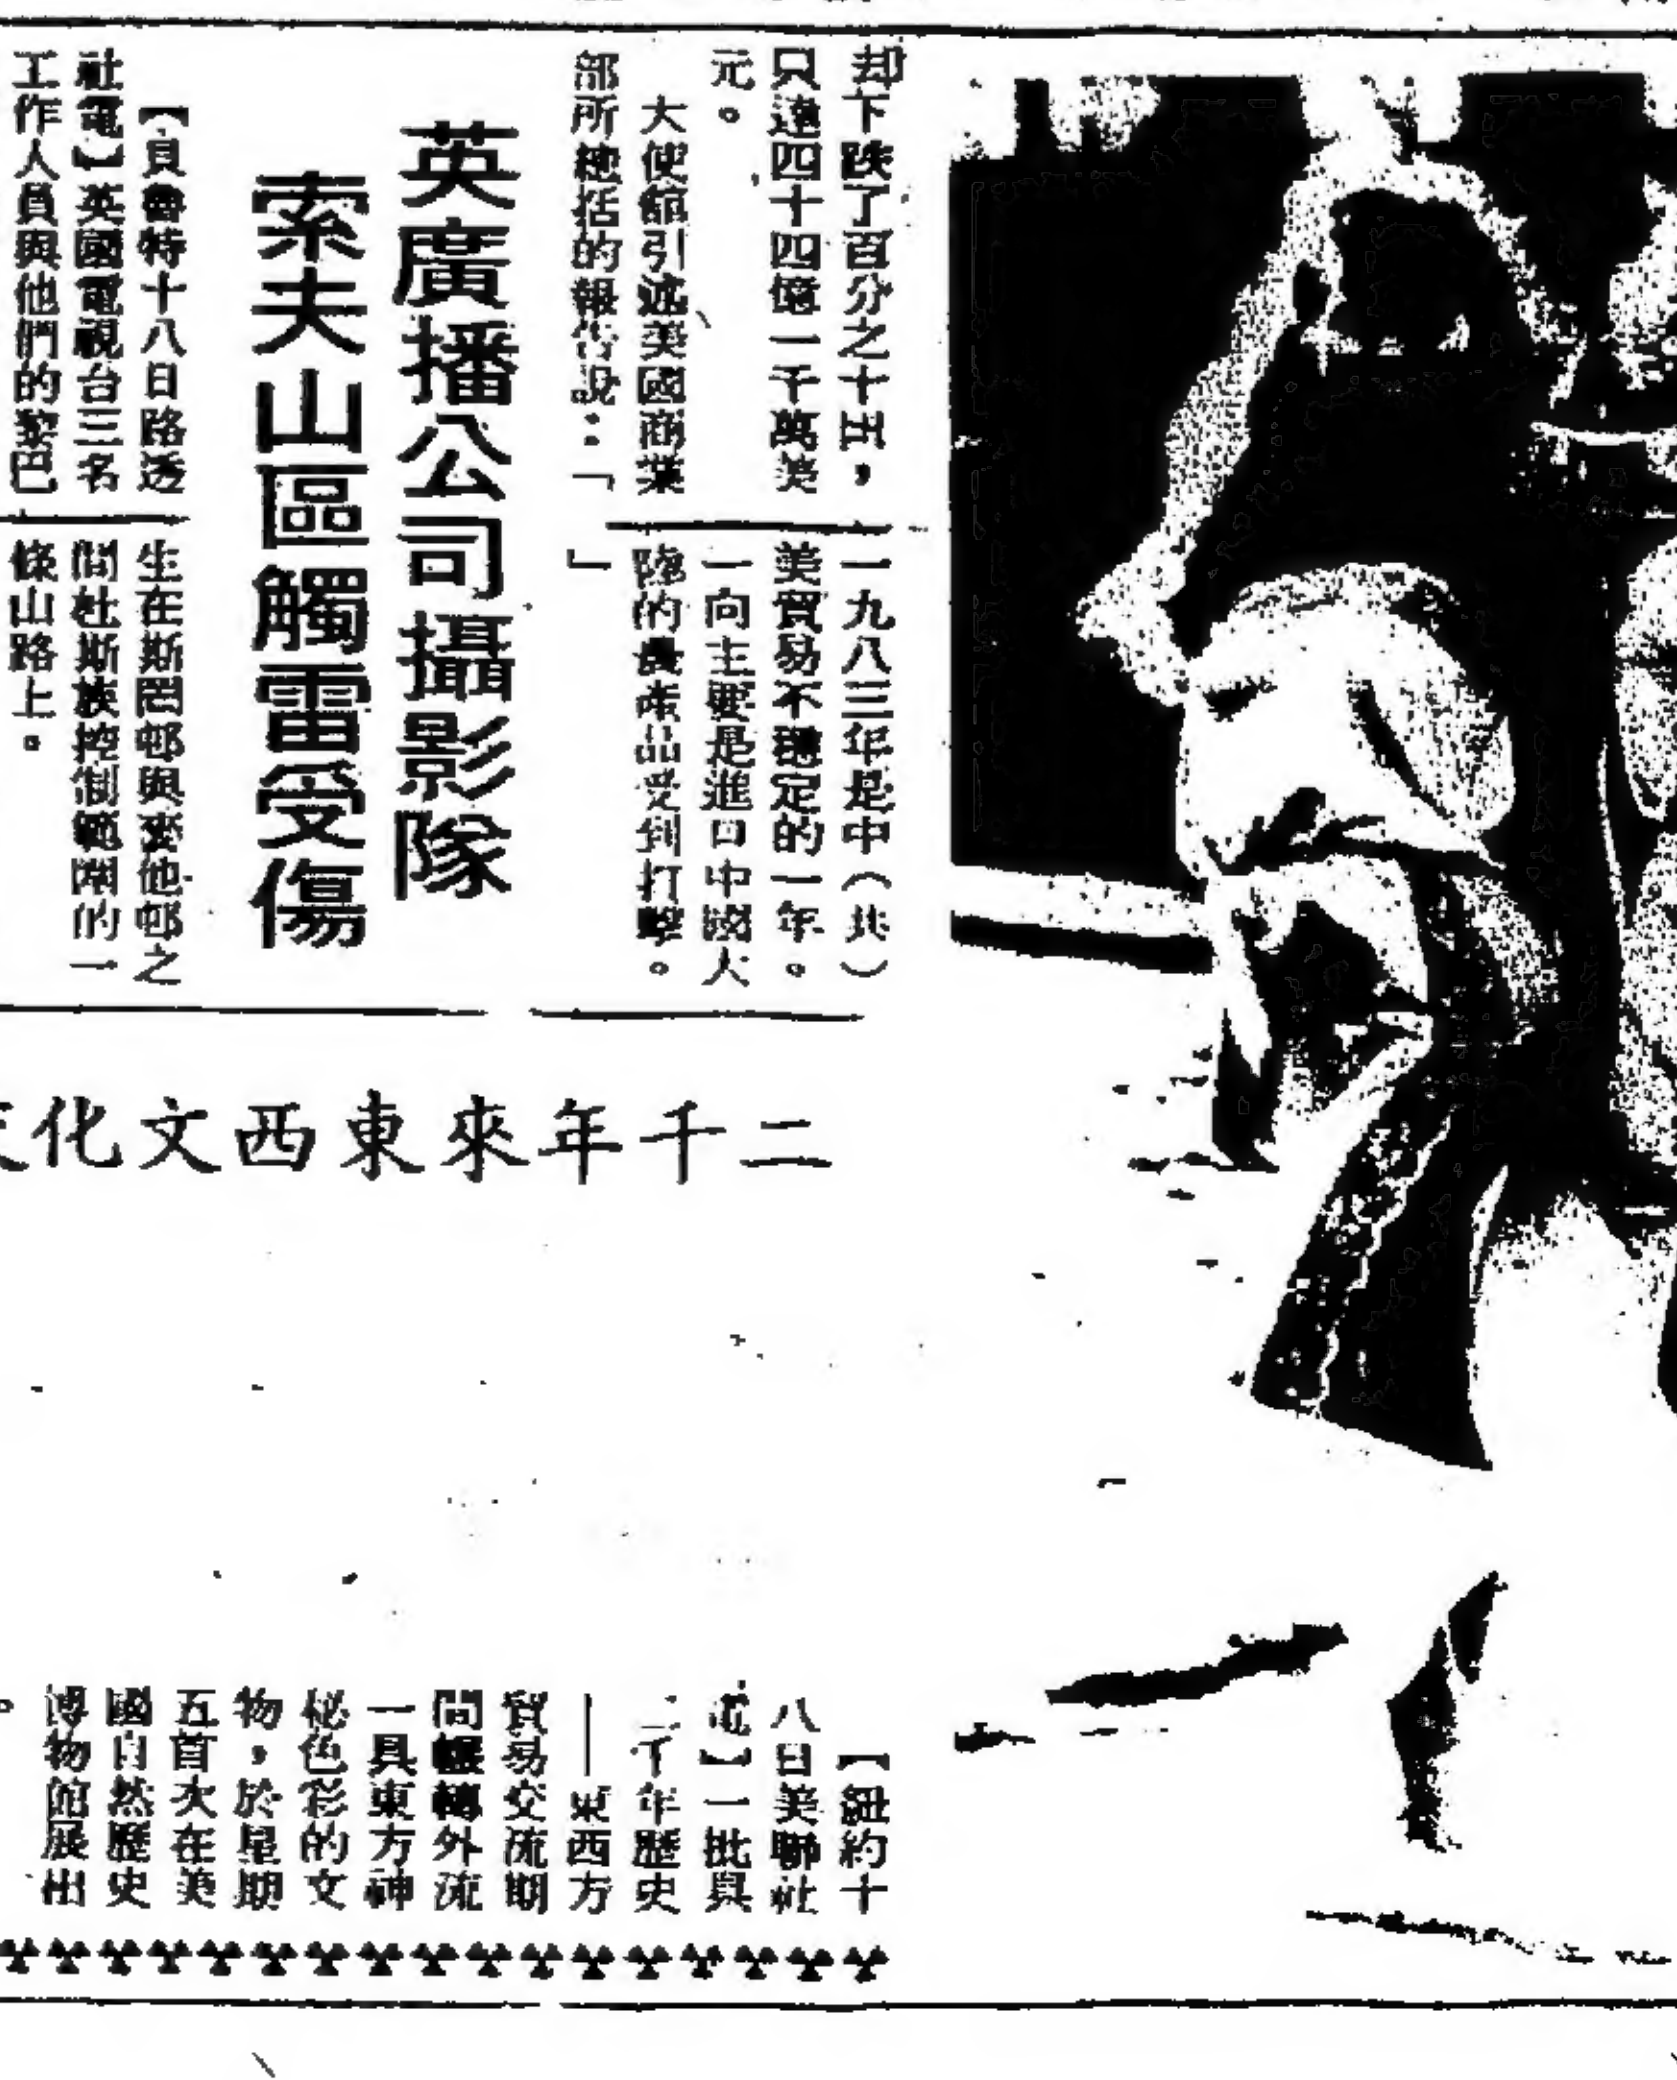 却下跌了百分之十五，
只達四十四億一千萬美
元。
大使館引述美國商業
部所總括的報告說：「
一九八三年是中（共）
美貿易不穩定的一年。
一向主要是進口中國大
陸的農產品受到打擊。
」
英廣播公司攝影隊
索夫山區觸雷受傷
【貝魯特十八日路透
社電】英國電視台三名
工作人員與他們的黎巴
生在斯罔邨與麥他邨之
間杜斯族控制範圍的一
條山路上。
二千年來東西文化
【紐約十
八日美聯社
電】一批與
二千年歷史
——東西方
貿易交流期
間輾轉外流
一具東方神
秘色彩的文
物，於星期
五首次在美
國自然歷史
博物館展出
。